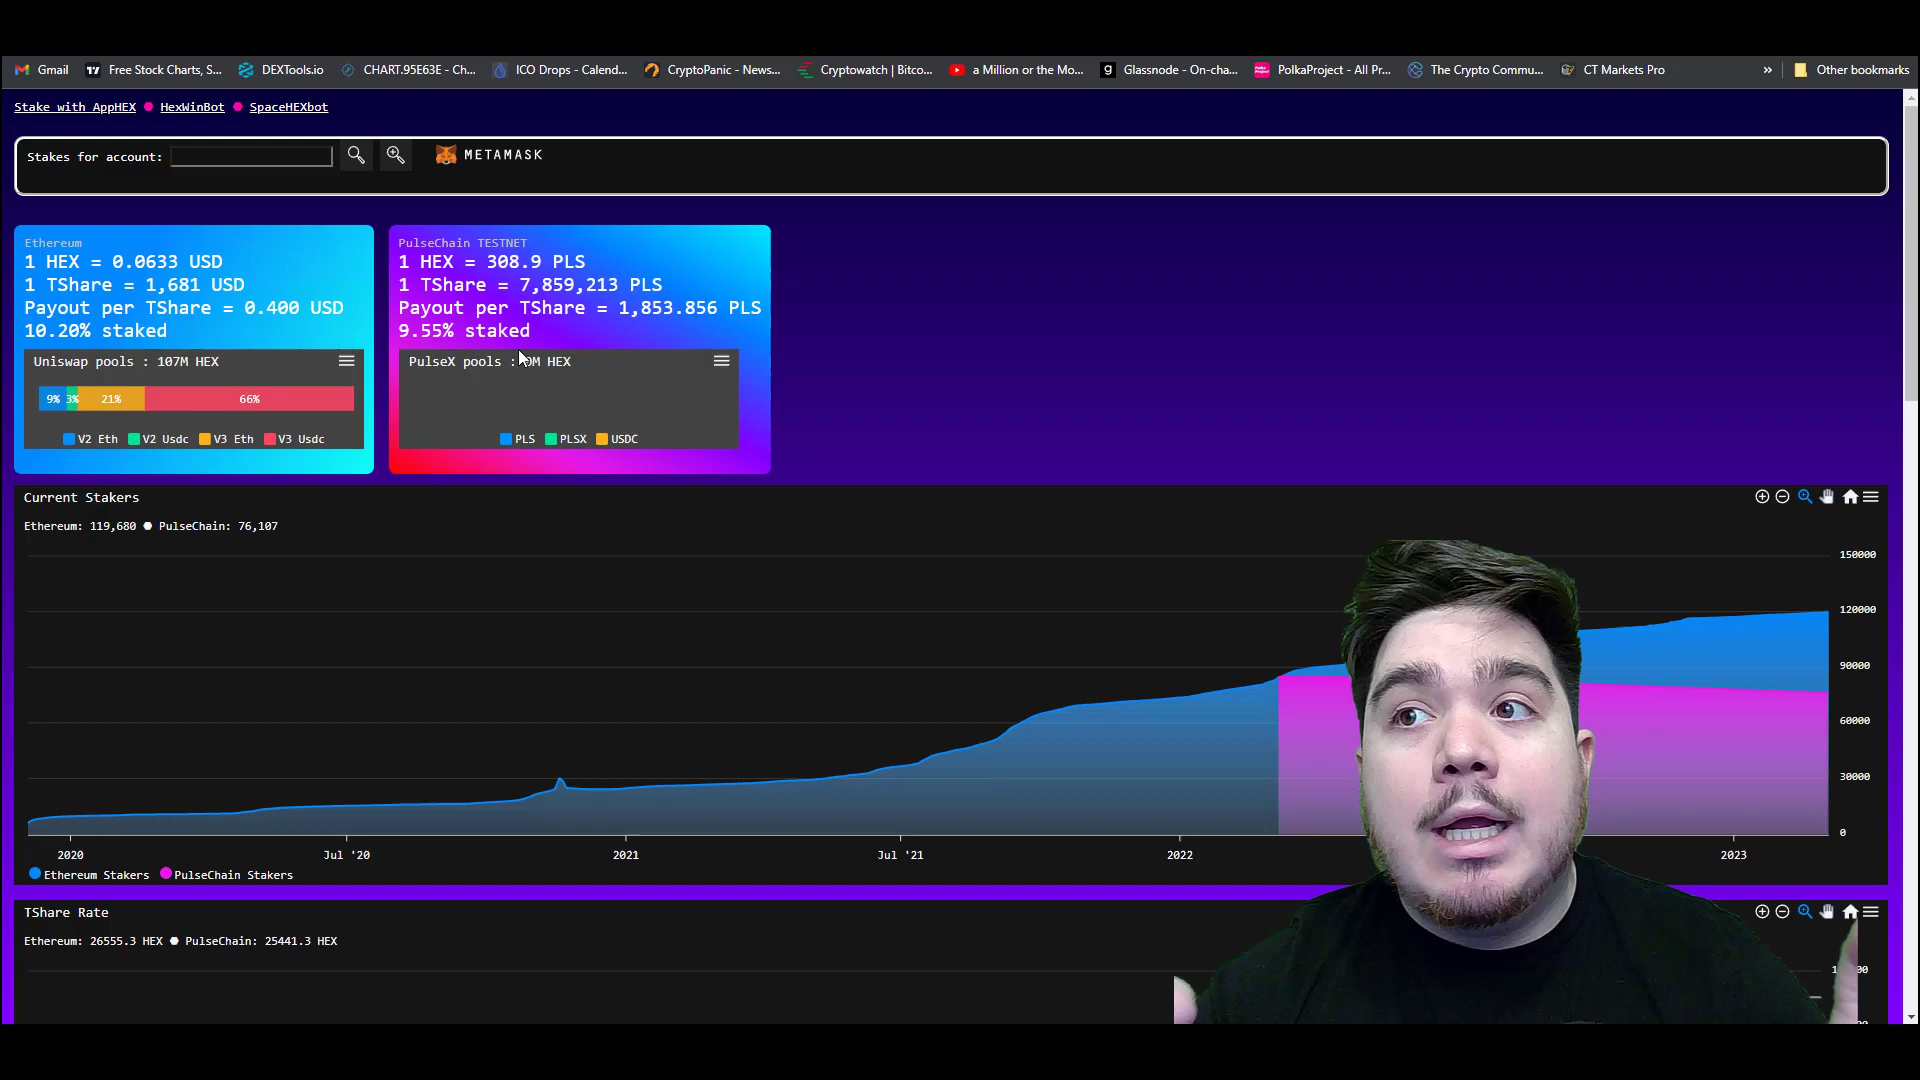 Gmail
Free Stock Charts, S...
DEXTools.io
CHART.95E63E - Ch...
ICO Drops - Calend...
CryptoPanic - News...
Cryptowatch | Bitco...
a Million or the Mo...
Glassnode - On-cha...
PolkaProject - All Pr...
The Crypto Commu...
CT Markets Pro
»
Other bookmarks
Stake with AppHEX
HexWinBot
SpaceHEXbot
Stakes for account:
METAMASK
Ethereum
1 HEX = 0.0633 USD
1 TShare = 1,681 USD
Payout per TShare = 0.400 USD
10.20% staked
Uniswap pools : 107M HEX
9% 3% 21% 66%
V2 Eth V2 Usdc V3 Eth V3 Usdc
PulseChain TESTNET
1 HEX = 308.9 PLS
1 TShare = 7,859,213 PLS
Payout per TShare = 1,853.856 PLS
9.55% staked
PulseX pools : 0M HEX
PLS PLSX USDC
Current Stakers
Ethereum: 119,680 PulseChain: 76,107
150000
120000
90000
60000
30000
0
2020 Jul '20 2021 Jul '21 2022 2023
Ethereum Stakers PulseChain Stakers
TShare Rate
Ethereum: 26555.3 HEX PulseChain: 25441.3 HEX